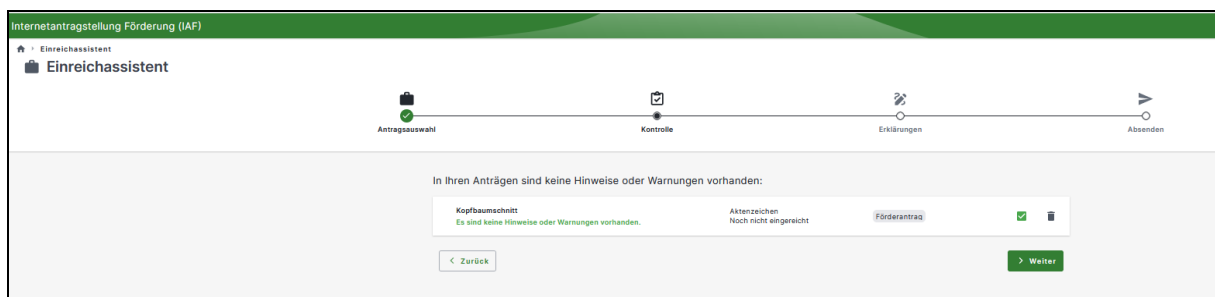 Internetantragstellung Förderung (IAF)
Einreichassistent
Einreichassistent
Antragsauswahl
Kontrolle
Erklärungen
Absenden
In Ihren Anträgen sind keine Hinweise oder Warnungen vorhanden:
Kopfbaumschnitt
Es sind keine Hinweise oder Warnungen vorhanden.
Aktenzeichen
Noch nicht eingereicht
Förderantrag
Zurück
Weiter